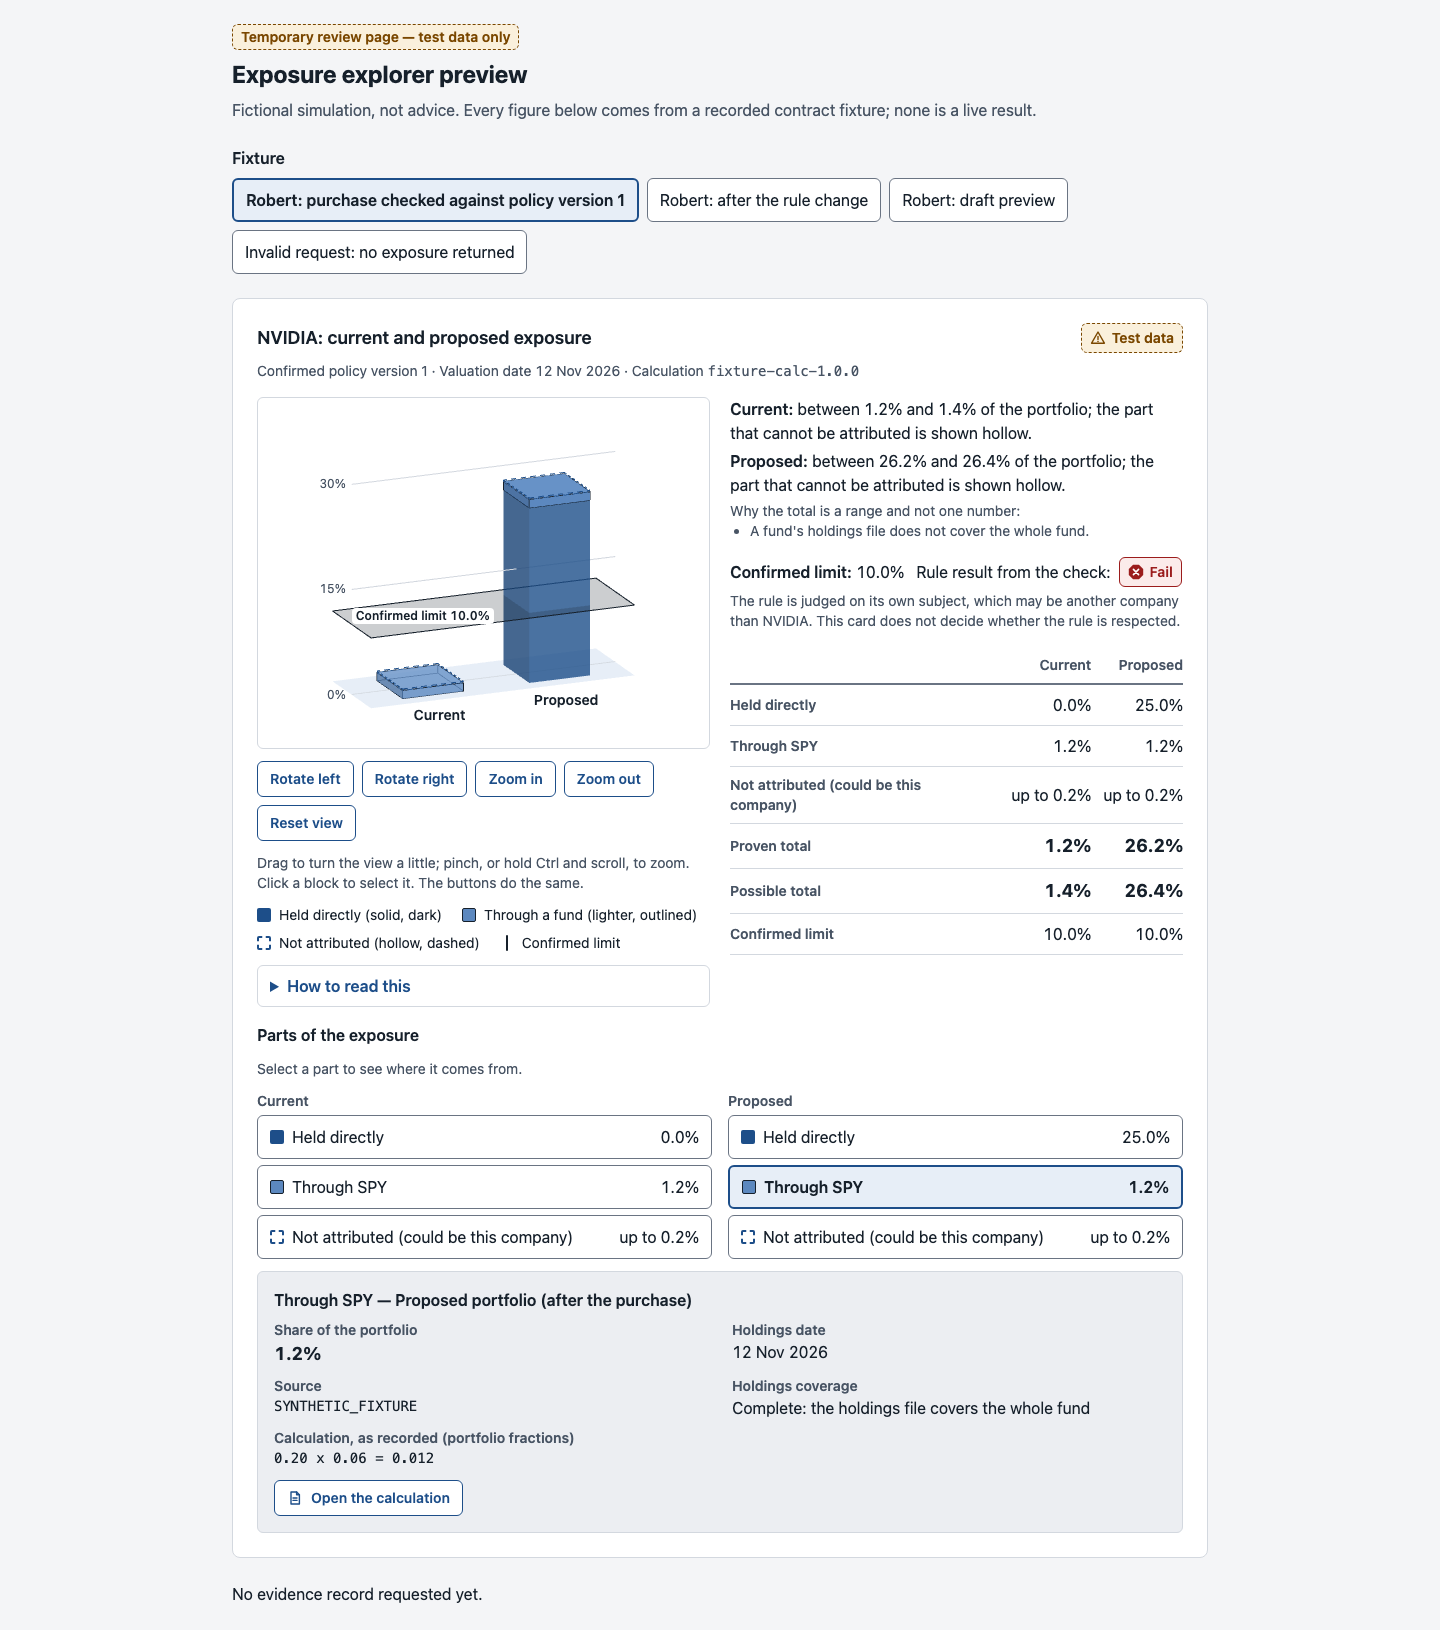 Temporary review page — test data only
Exposure explorer preview
Fictional simulation, not advice. Every figure below comes from a recorded contract fixture; none is a live result.
Fixture
Robert: purchase checked against policy version 1
Robert: after the rule change
Robert: draft preview
Invalid request: no exposure returned
NVIDIA: current and proposed exposure
Test data
Confirmed policy version 1 · Valuation date 12 Nov 2026 · Calculation fixture-calc-1.0.0
30%
15%
Confirmed limit 10.0%
0%
Proposed
Current
Rotate left
Rotate right
Zoom in
Zoom out
Reset view
Drag to turn the view a little; pinch, or hold Ctrl and scroll, to zoom.
Click a block to select it. The buttons do the same.
Held directly (solid, dark)
Through a fund (lighter, outlined)
Not attributed (hollow, dashed)
Confirmed limit
How to read this
Current: between 1.2% and 1.4% of the portfolio; the part
that cannot be attributed is shown hollow.
Proposed: between 26.2% and 26.4% of the portfolio; the
part that cannot be attributed is shown hollow.
Why the total is a range and not one number:
• A fund's holdings file does not cover the whole fund.
Confirmed limit: 10.0% Rule result from the check: Fail
The rule is judged on its own subject, which may be another company
than NVIDIA. This card does not decide whether the rule is respected.
Current Proposed
Held directly 0.0% 25.0%
Through SPY 1.2% 1.2%
Not attributed (could be this
company) up to 0.2% up to 0.2%
Proven total 1.2% 26.2%
Possible total 1.4% 26.4%
Confirmed limit 10.0% 10.0%
Parts of the exposure
Select a part to see where it comes from.
Current
Held directly 0.0%
Through SPY 1.2%
Not attributed (could be this company) up to 0.2%
Proposed
Held directly 25.0%
Through SPY 1.2%
Not attributed (could be this company) up to 0.2%
Through SPY — Proposed portfolio (after the purchase)
Share of the portfolio
1.2%
Holdings date
12 Nov 2026
Source
SYNTHETIC_FIXTURE
Holdings coverage
Complete: the holdings file covers the whole fund
Calculation, as recorded (portfolio fractions)
0.20 x 0.06 = 0.012
Open the calculation
No evidence record requested yet.